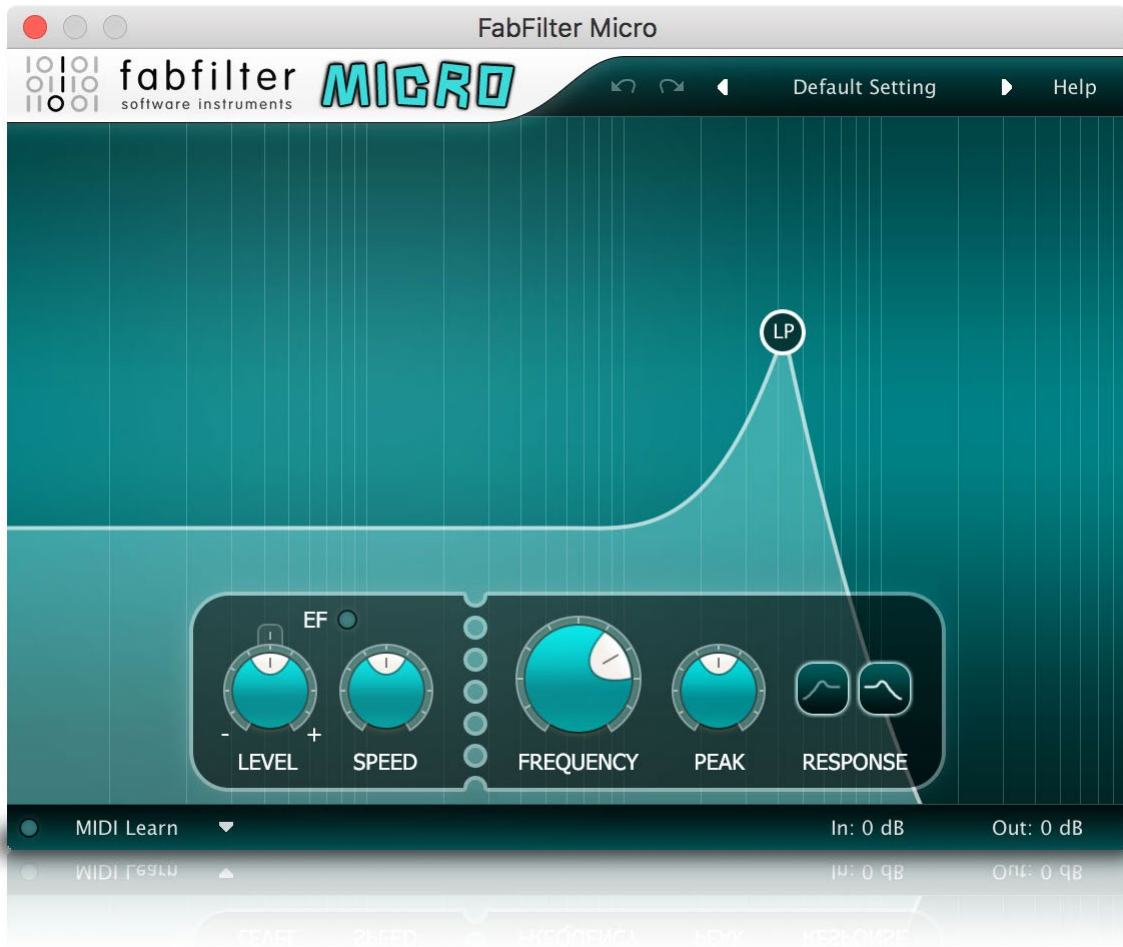 FabFilter Micro
fabfilter MICRO
software instruments
Default Setting Help
LP
EF
- +
LEVEL SPEED FREQUENCY PEAK RESPONSE
MIDI Learn In: 0 dB Out: 0 dB